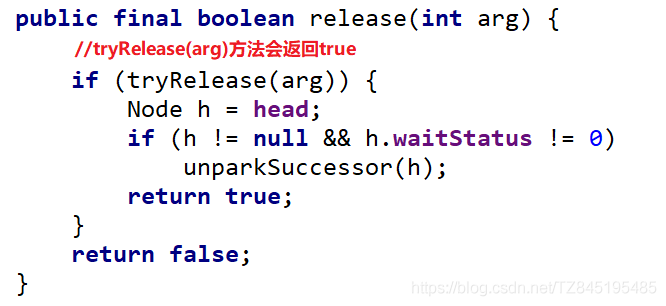 public final boolean release(int arg) {
//tryRelease(arg)方法会返回true
if (tryRelease(arg)) {
Node h = head;
if (h != null && h.waitStatus != 0)
unparkSuccessor(h);
return true;
}
return false;
}
https://blog.csdn.net/TZ845195485